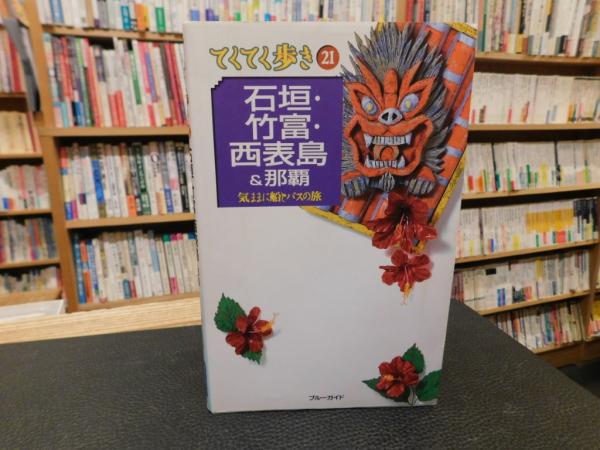 てくてく歩き 21
石垣・
竹富・
西表島
&那覇
気ままに船とバスの旅
ブルーガイド